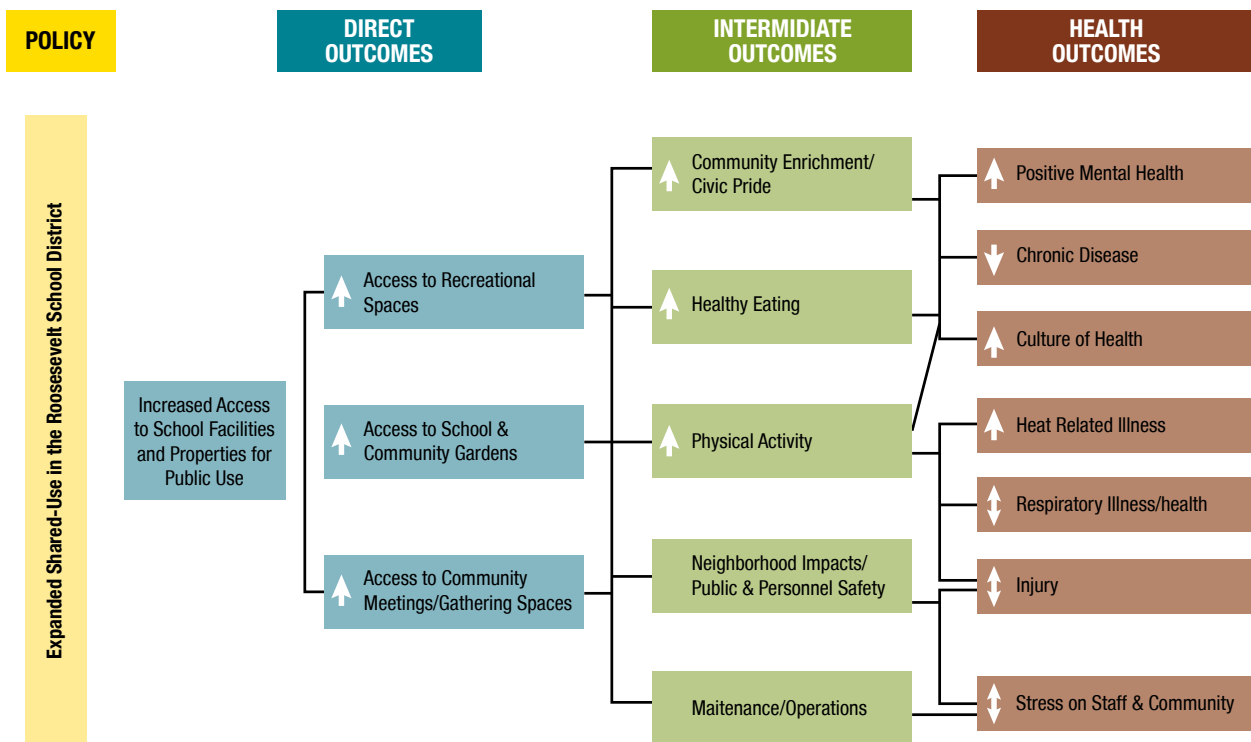 POLICY
DIRECT
OUTCOMES
INTERMIDIATE
OUTCOMES
HEALTH
OUTCOMES
Expanded Shared-Use in the Roosesevelt School District
Increased Access
to School Facilities
and Properties for
Public Use
Access to Recreational
Spaces
Access to School &
Community Gardens
Access to Community
Meetings/Gathering Spaces
Community Enrichment/
Civic Pride
Healthy Eating
Physical Activity
Neighborhood Impacts/
Public & Personnel Safety
Maitenance/Operations
Positive Mental Health
Chronic Disease
Culture of Health
Heat Related Illness
Respiratory Illness/health
Injury
Stress on Staff & Community